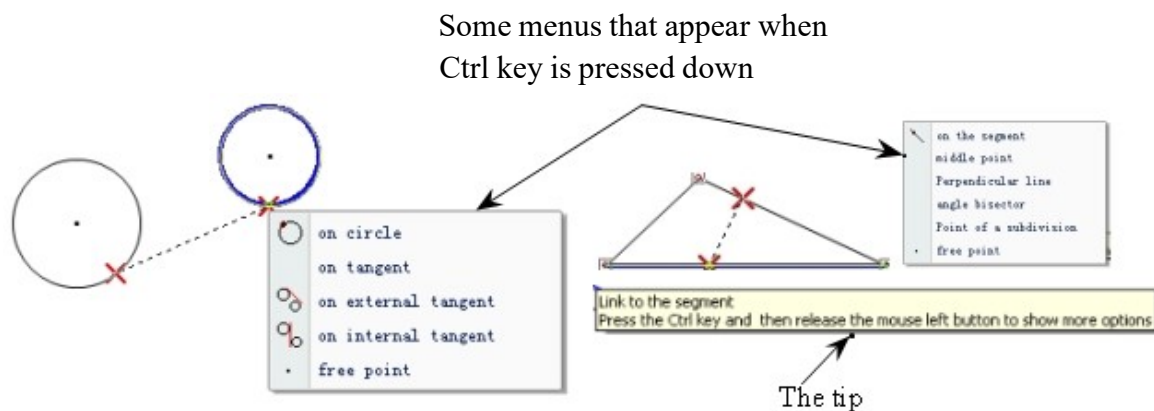 Some menus that appear when
Ctrl key is pressed down
on circle
on tangent
on external tangent
on internal tangent
free point
on the segment
middle point
Perpendicular line
angle bisector
Point of a subdivision
free point
Link to the segment
Press the Ctrl key and then release the mouse left button to show more options
The tip